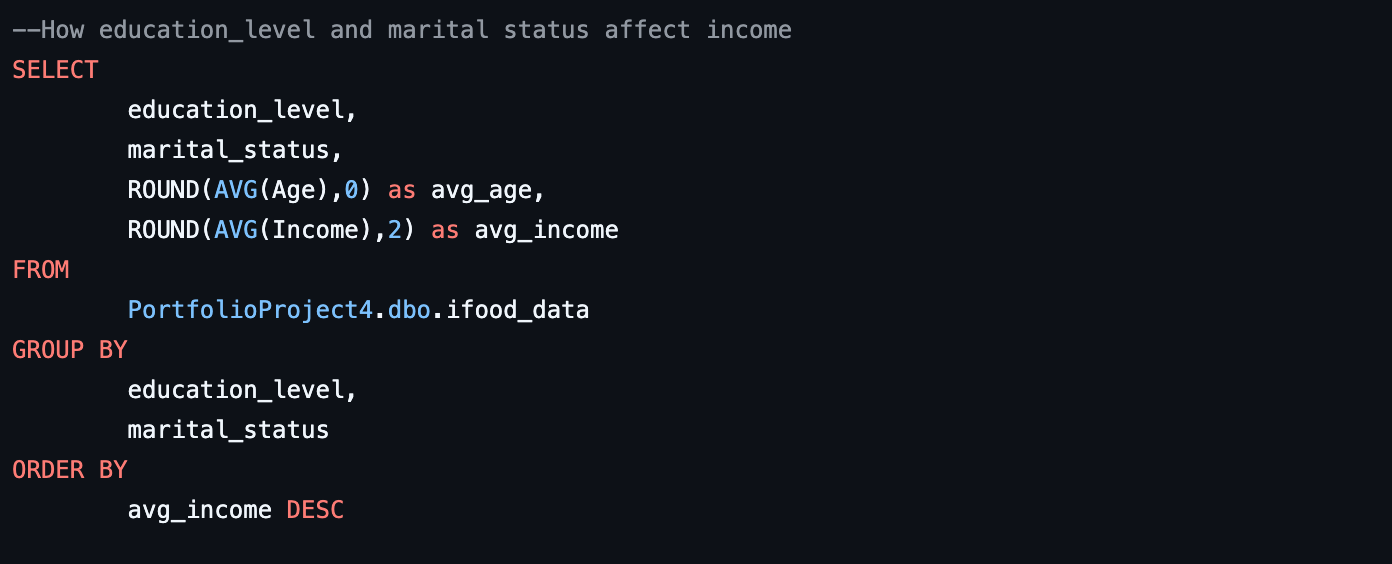 --How education_level and marital status affect income
SELECT
education_level,
marital_status,
ROUND(AVG(Age),0) as avg_age,
ROUND(AVG(Income),2) as avg_income
FROM
PortfolioProject4.dbo.ifood_data
GROUP BY
education_level,
marital_status
ORDER BY
avg_income DESC